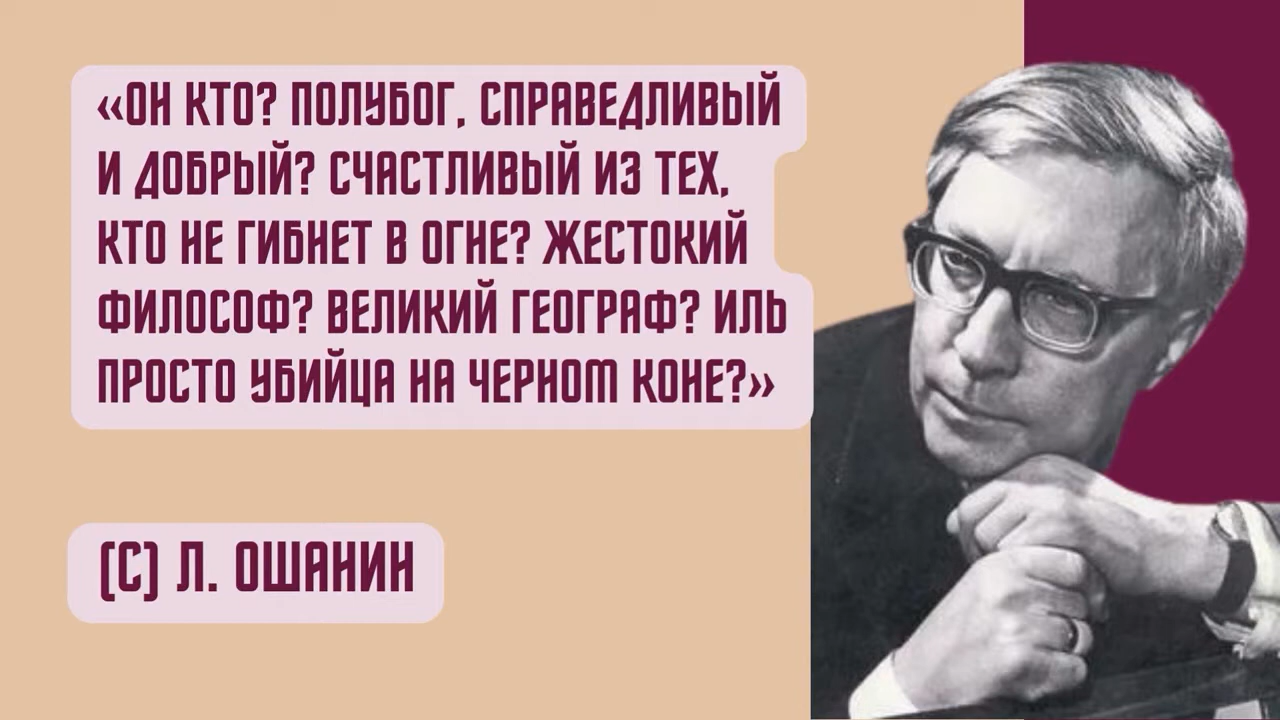 «ОН КТО? ПОЛУБОГ, СПРАВЕДЛИВЫЙ
И ДОБРЫЙ? СЧАСТЛИВЫЙ ИЗ ТЕХ,
КТО НЕ ГИБНЕТ В ОГНЕ? ЖЕСТОКИЙ
ФИЛОСОФ? ВЕЛИКИЙ ГЕОГРАФ? ИЛЬ
ПРОСТО УБИЙЦА НА ЧЕРНОМ КОНЕ?»
(С) Л. ОШАНИН